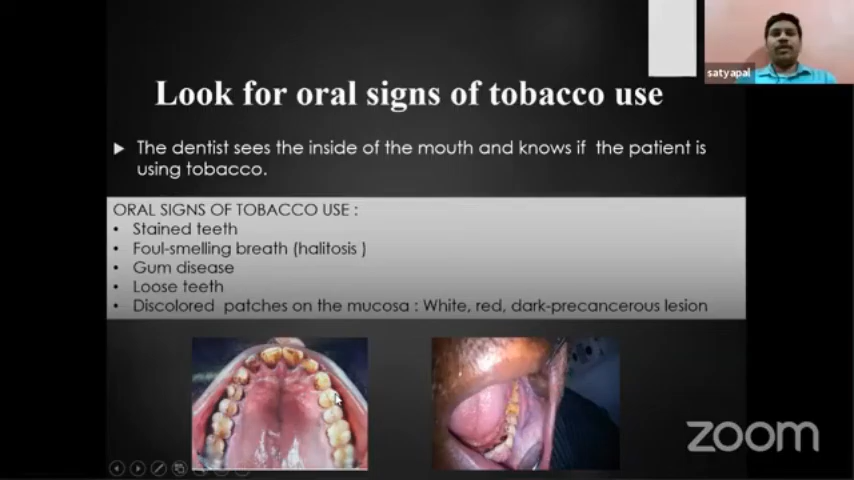 satyapal
Look for oral signs of tobacco use
The dentist sees the inside of the mouth and knows if the patient is
using tobacco.
ORAL SIGNS OF TOBACCO USE :
• Stained teeth
• Foul-smelling breath (halitosis )
• Gum disease
• Loose teeth
• Discolored patches on the mucosa : White, red, dark-precancerous lesion
zoom